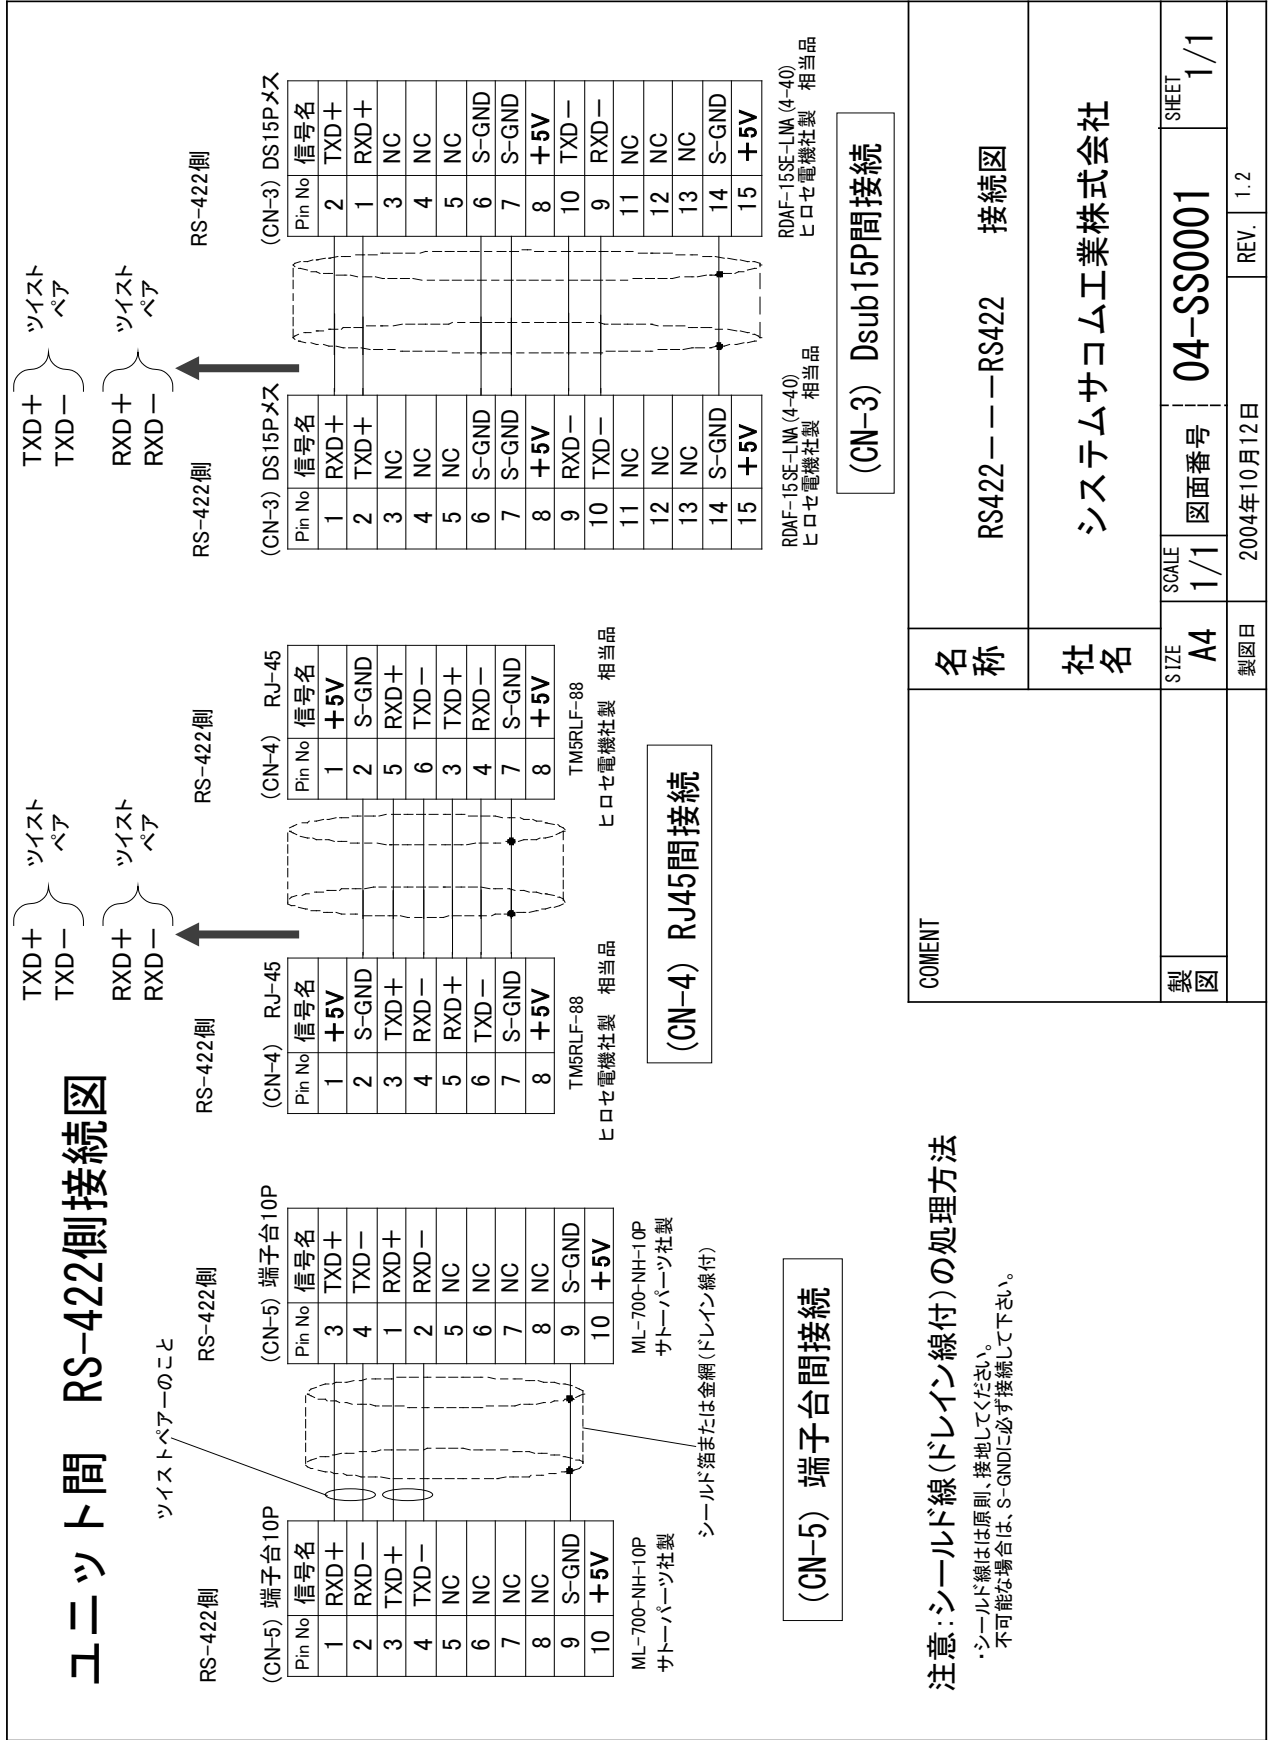 ユニット間　RS-422側接続図
ツイストペアーのこと
RS-422側
(CN-5) 端子台10P
Pin No 信号名
1 RXD＋
2 RXD－
3 TXD＋
4 TXD－
5 NC
6 NC
7 NC
8 NC
9 S-GND
10 ＋5V
ML-700-NH-10P
サトーパーツ社製
RS-422側
(CN-5) 端子台10P
Pin No 信号名
3 TXD＋
4 TXD－
1 RXD＋
2 RXD－
5 NC
6 NC
7 NC
8 NC
9 S-GND
10 ＋5V
ML-700-NH-10P
サトーパーツ社製
シールド箔または金網(ドレイン線付)
(CN-5) 端子台間接続
TXD＋
TXD－
ツイスト
ペア
RXD＋
RXD－
ツイスト
ペア
RS-422側
(CN-4) RJ-45
Pin No 信号名
1 ＋5V
2 S-GND
3 TXD＋
4 RXD－
5 RXD＋
6 TXD－
7 S-GND
8 ＋5V
TM5RLF-88
ヒロセ電機社製　相当品
RS-422側
(CN-4) RJ-45
Pin No 信号名
1 ＋5V
2 S-GND
5 RXD＋
6 TXD－
3 TXD＋
4 RXD－
7 S-GND
8 ＋5V
TM5RLF-88
ヒロセ電機社製　相当品
(CN-4) RJ45間接続
TXD＋
TXD－
ツイスト
ペア
RXD＋
RXD－
ツイスト
ペア
RS-422側
(CN-3) DS15Pメス
Pin No 信号名
1 RXD＋
2 TXD＋
3 NC
4 NC
5 NC
6 S-GND
7 S-GND
8 ＋5V
9 RXD－
10 TXD－
11 NC
12 NC
13 NC
14 S-GND
15 ＋5V
RDAF-15SE-LNA(4-40)
ヒロセ電機社製　相当品
RS-422側
(CN-3) DS15Pメス
Pin No 信号名
2 TXD＋
1 RXD＋
3 NC
4 NC
5 NC
6 S-GND
7 S-GND
8 ＋5V
10 TXD－
9 RXD－
11 NC
12 NC
13 NC
14 S-GND
15 ＋5V
RDAF-15SE-LNA(4-40)
ヒロセ電機社製　相当品
(CN-3) Dsub15P間接続
注意：シールド線(ドレイン線付)の処理方法
・シールド線はは原則、接地してください。
不可能な場合は、S-GNDに必ず接続して下さい。
COMENT
製図
名称
RS422－－－RS422　接続図
社名
システムサコム工業株式会社
SIZE
A4
SCALE
1/1
図面番号
04-SS0001
SHEET
1/1
製図日
2004年10月12日
REV.
1.2